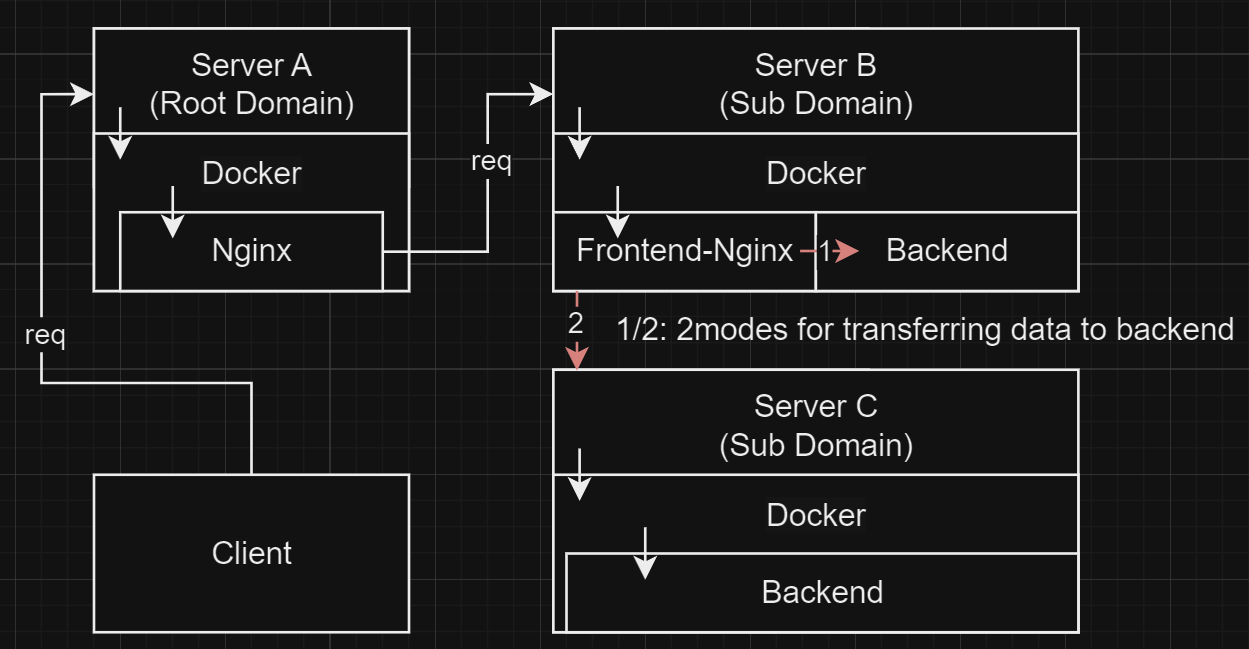 Server A
(Root Domain)
Docker
Nginx
req
req
Client
Server B
(Sub Domain)
Docker
Frontend-Nginx
1
Backend
2
1/2: 2modes for transferring data to backend
Server C
(Sub Domain)
Docker
Backend